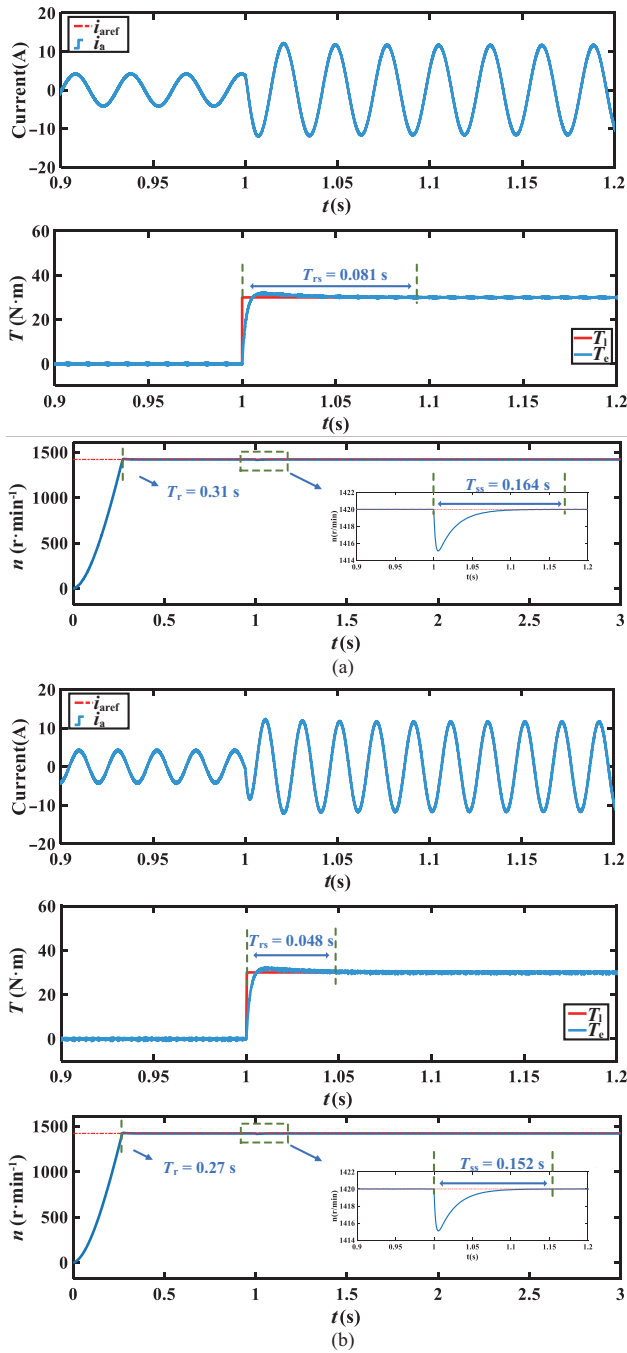 20
10
0
−10
−20
Current(A)
i_aref
i_a
0.9 0.95 1 1.05 1.1 1.15 1.2
t(s)
60
40
20
0
T (N·m)
T_rs = 0.081 s
T_l
T_e
0.9 0.95 1 1.05 1.1 1.15 1.2
t(s)
1500
1000
500
0
n (r·min⁻¹)
T_r = 0.31 s
T_ss = 0.164 s
1422
1420
1418
1416
1414
n(r/min)
0.9 0.95 1 1.05 1.1 1.15 1.2
t(s)
0 0.5 1 1.5 2 2.5 3
t(s)
(a)
20
10
0
−10
−20
Current(A)
i_aref
i_a
0.9 0.95 1 1.05 1.1 1.15 1.2
t(s)
60
40
20
0
T (N·m)
T_rs = 0.048 s
T_l
T_e
0.9 0.95 1 1.05 1.1 1.15 1.2
t(s)
1500
1000
500
0
n (r·min⁻¹)
T_r = 0.27 s
T_ss = 0.152 s
1422
1420
1418
1416
1414
n(r/min)
0.9 0.95 1 1.05 1.1 1.15 1.2
t(s)
0 0.5 1 1.5 2 2.5 3
t(s)
(b)